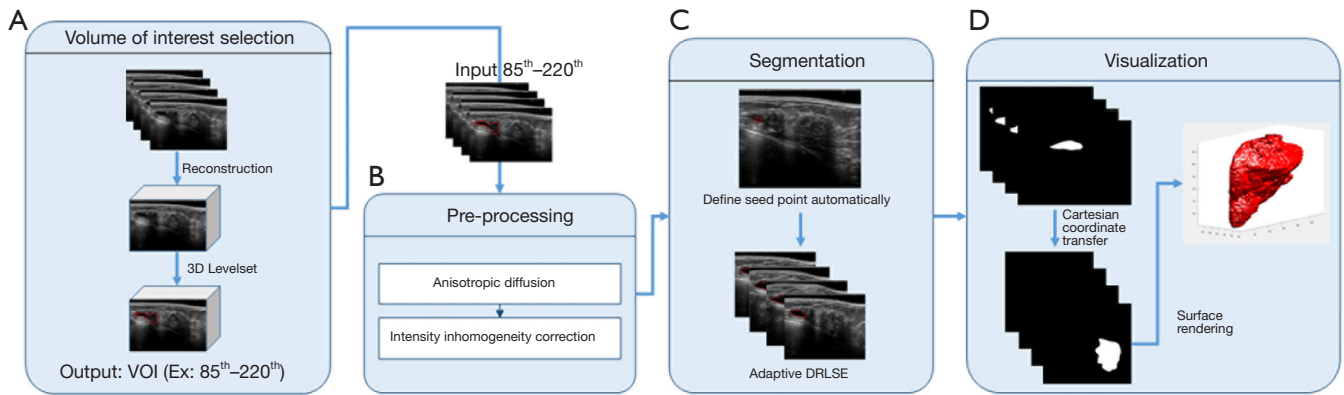 A
Volume of interest selection
Reconstruction
3D Levelset
Output: VOI (Ex: 85th–220th)
Input 85th–220th
B
Pre-processing
Anisotropic diffusion
Intensity inhomogeneity correction
C
Segmentation
Define seed point automatically
Adaptive DRLSE
D
Visualization
Cartesian
coordinate
transfer
Surface
rendering